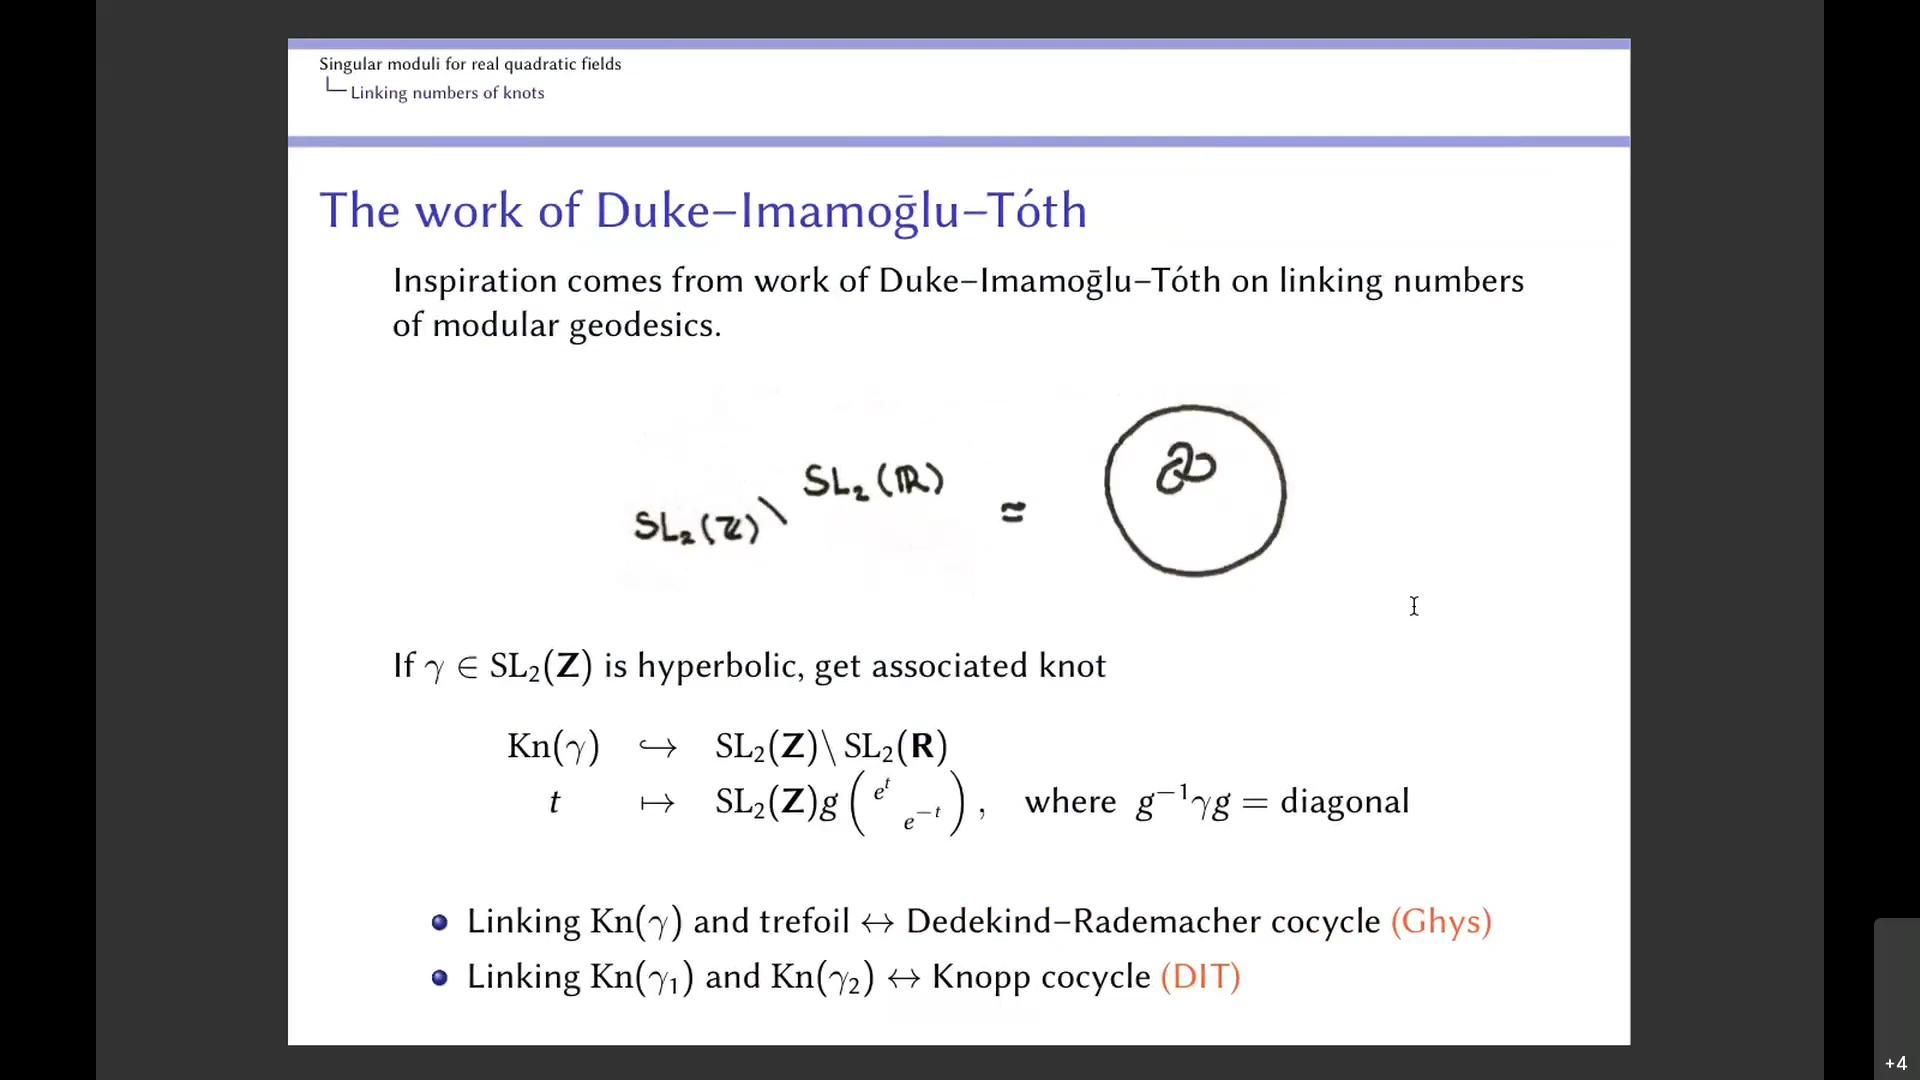 Singular moduli for real quadratic fields
Linking numbers of knots
The work of Duke–Imamoḡlu–Tóth
Inspiration comes from work of Duke–Imamoḡlu–Tóth on linking numbers
of modular geodesics.
SL₂(ℤ)\ SL₂(ℝ) ≃
If γ ∈ SL₂(Z) is hyperbolic, get associated knot
Kn(γ) ↪ SL₂(Z)\ SL₂(R)
t ↦ SL₂(Z)g ( eᵗ e⁻ᵗ ) , where g⁻¹γg = diagonal
Linking Kn(γ) and trefoil ↔ Dedekind–Rademacher cocycle (Ghys)
Linking Kn(γ₁) and Kn(γ₂) ↔ Knopp cocycle (DIT)
+4